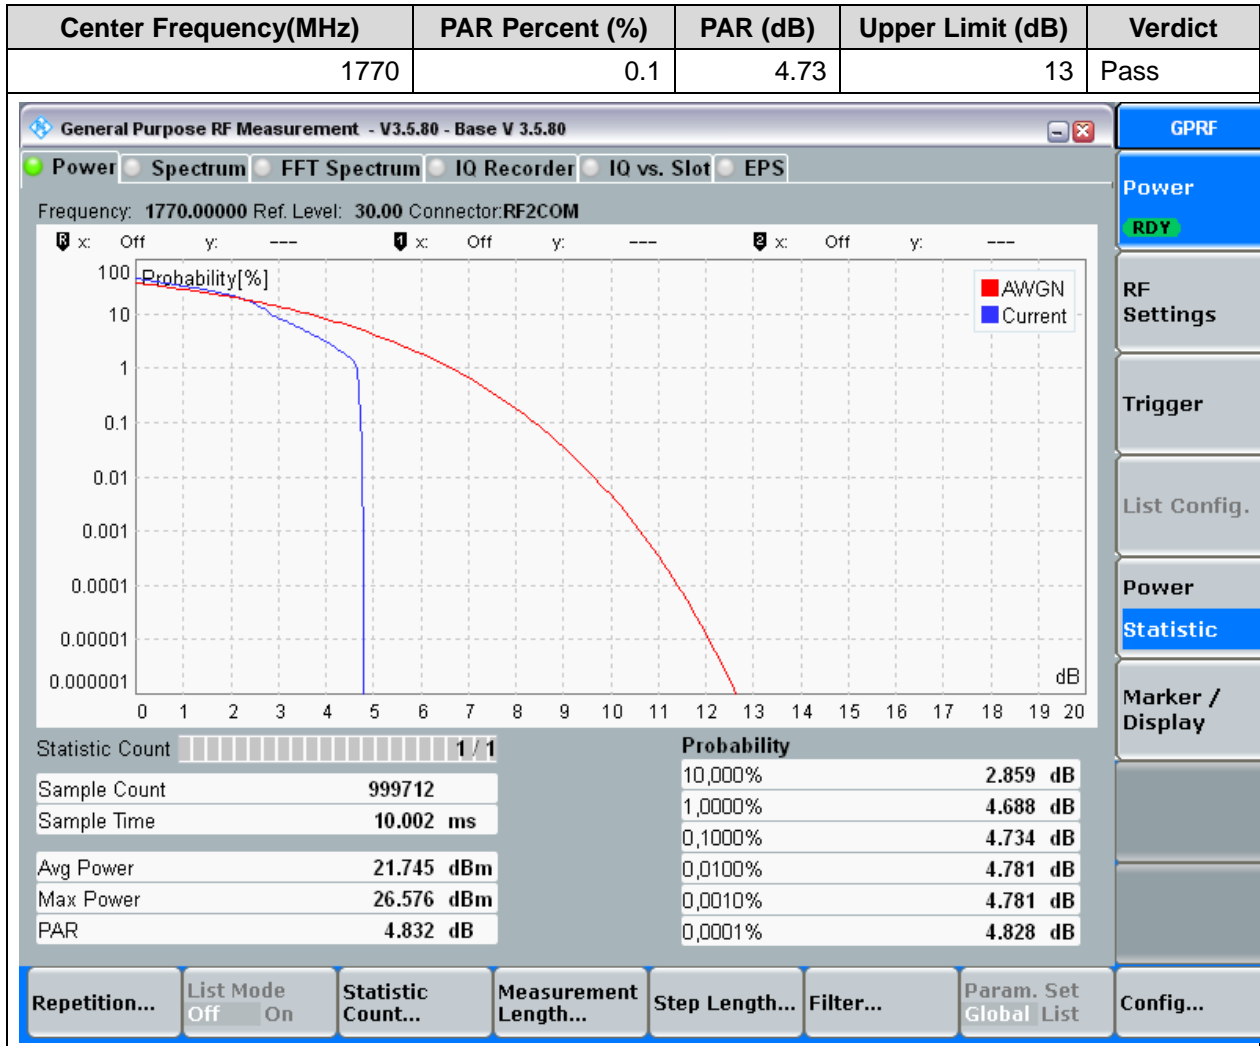 Center Frequency(MHz) PAR Percent (%) PAR (dB) Upper Limit (dB) Verdict
1770 0.1 4.73 13 Pass
General Purpose RF Measurement - V3.5.80 - Base V 3.5.80
GPRF
Power Spectrum FFT Spectrum IQ Recorder IQ vs. Slot EPS
Frequency: 1770.00000 Ref. Level: 30.00 Connector:RF2COM
R x: Off y: --- 1 x: Off y: --- 2 x: Off y: ---
Probability[%]
100
10
1
0.1
0.01
0.001
0.0001
0.00001
0.000001
AWGN
Current
dB
0 1 2 3 4 5 6 7 8 9 10 11 12 13 14 15 16 17 18 19 20
Statistic Count 1 / 1
Sample Count 999712
Sample Time 10.002 ms
Avg Power 21.745 dBm
Max Power 26.576 dBm
PAR 4.832 dB
Probability
10,000% 2.859 dB
1,0000% 4.688 dB
0,1000% 4.734 dB
0,0100% 4.781 dB
0,0010% 4.781 dB
0,0001% 4.828 dB
Power
RDY
RF
Settings
Trigger
List Config.
Power
Statistic
Marker /
Display
Repetition...
List Mode
Off On
Statistic
Count...
Measurement
Length...
Step Length...
Filter...
Param. Set
Global List
Config...